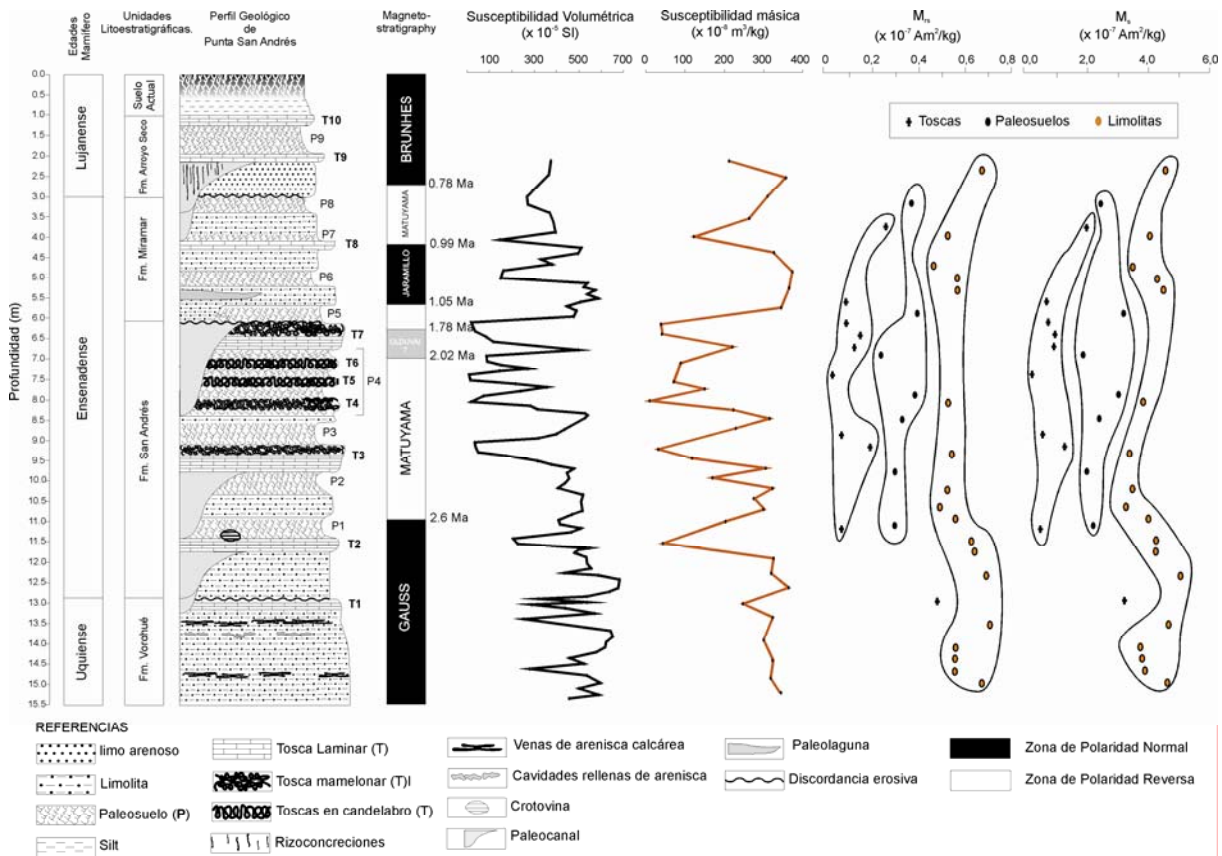 Edades Mamífero
Unidades Litoestratigráficas.
Perfil Geológico
de
Punta San Andrés
Magneto-
stratigraphy
Susceptibilidad Volumétrica
(x 10⁻⁵ SI)
100 300 500 700
Susceptibilidad másica
(x 10⁻⁸ m³/kg)
0 100 200 300 400
Mrs
(x 10⁻⁷ Am²/kg)
0,0 0,2 0,4 0,6 0,8
Ms
(x 10⁻⁷ Am²/kg)
0,0 2,0 4,0 6,0
Toscas
Paleosuelos
Limolitas
Profundidad (m)
0.0
0.5
1.0
1.5
2.0
2.5
3.0
3.5
4.0
4.5
5.0
5.5
6.0
6.5
7.0
7.5
8.0
8.5
9.0
9.5
10.0
10.5
11.0
11.5
12.0
12.5
13.0
13.5
14.0
14.5
15.0
15.5
Lujanense
Ensenadense
Uquiense
Suelo Actual
Fm. Arroyo Seco
Fm. Miramar
Fm. San Andrés
Fm. Vorohué
T10
P9
T9
P8
P7
T8
P6
P5
T7
T6
T5
P4
T4
P3
T3
P2
P1
T2
T1
BRUNHES
0.78 Ma
MATUYAMA
0.99 Ma
JARAMILLO
1.05 Ma
1.78 Ma
OLDUVAI
?
2.02 Ma
MATUYAMA
2.6 Ma
GAUSS
REFERENCIAS
limo arenoso
Limolita
Paleosuelo (P)
Silt
Tosca Laminar (T)
Tosca mamelonar (T)l
Toscas en candelabro (T)
Rizoconcreciones
Venas de arenisca calcárea
Cavidades rellenas de arenisca
Crotovina
Paleocanal
Paleolaguna
Discordancia erosiva
Zona de Polaridad Normal
Zona de Polaridad Reversa